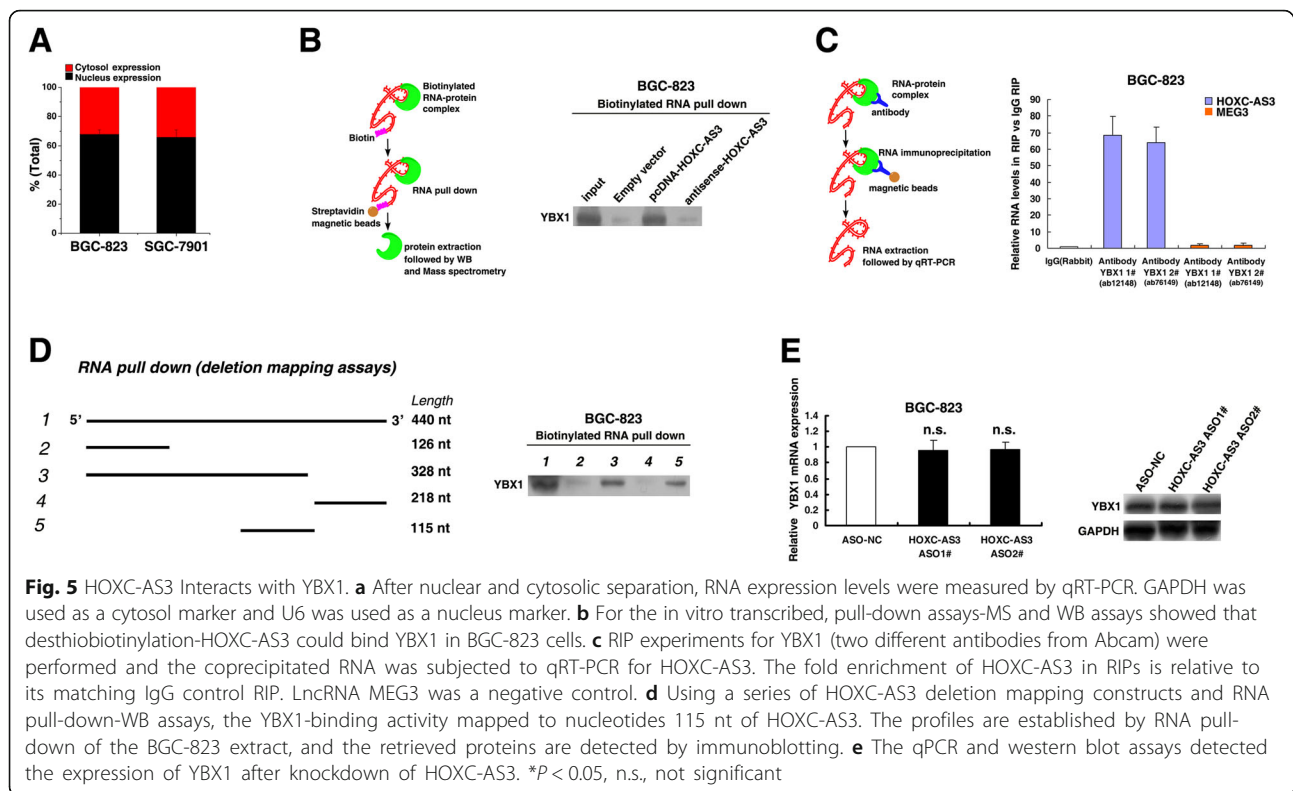 A
Cytosol expression
Nucleus expression
% (Total)
100
80
60
40
20
0
BGC-823
SGC-7901
B
Biotinylated
RNA-protein
complex
Biotin
RNA pull down
Streptavidin
magnetic beads
protein extraction
followed by WB
and Mass spectrometry
BGC-823
Biotinylated RNA pull down
input
Empty vector
pcDNA-HOXC-AS3
antisense-HOXC-AS3
YBX1
C
RNA-protein
complex
antibody
RNA immunoprecipitation
magnetic beads
RNA extraction
followed by qRT-PCR
BGC-823
HOXC-AS3
MEG3
Relative RNA levels in RIP vs IgG RIP
90
80
70
60
50
40
30
20
10
0
IgG(Rabbit)
Antibody
YBX1 1#
(ab12148)
Antibody
YBX1 2#
(ab76149)
Antibody
YBX1 1#
(ab12148)
Antibody
YBX1 2#
(ab76149)
D
RNA pull down (deletion mapping assays)
Length
1 5' 3' 440 nt
2 126 nt
3 328 nt
4 218 nt
5 115 nt
BGC-823
Biotinylated RNA pull down
1 2 3 4 5
YBX1
E
BGC-823
Relative YBX1 mRNA expression
1.4
1.2
1
0.8
0.6
0.4
0.2
0
n.s.
n.s.
ASO-NC
HOXC-AS3
ASO1#
HOXC-AS3
ASO2#
ASO-NC
HOXC-AS3 ASO1#
HOXC-AS3 ASO2#
YBX1
GAPDH
Fig. 5 HOXC-AS3 Interacts with YBX1. a After nuclear and cytosolic separation, RNA expression levels were measured by qRT-PCR. GAPDH was
used as a cytosol marker and U6 was used as a nucleus marker. b For the in vitro transcribed, pull-down assays-MS and WB assays showed that
desthiobiotinylation-HOXC-AS3 could bind YBX1 in BGC-823 cells. c RIP experiments for YBX1 (two different antibodies from Abcam) were
performed and the coprecipitated RNA was subjected to qRT-PCR for HOXC-AS3. The fold enrichment of HOXC-AS3 in RIPs is relative to
its matching IgG control RIP. LncRNA MEG3 was a negative control. d Using a series of HOXC-AS3 deletion mapping constructs and RNA
pull-down-WB assays, the YBX1-binding activity mapped to nucleotides 115 nt of HOXC-AS3. The profiles are established by RNA pull-
down of the BGC-823 extract, and the retrieved proteins are detected by immunoblotting. e The qPCR and western blot assays detected
the expression of YBX1 after knockdown of HOXC-AS3. *P < 0.05, n.s., not significant